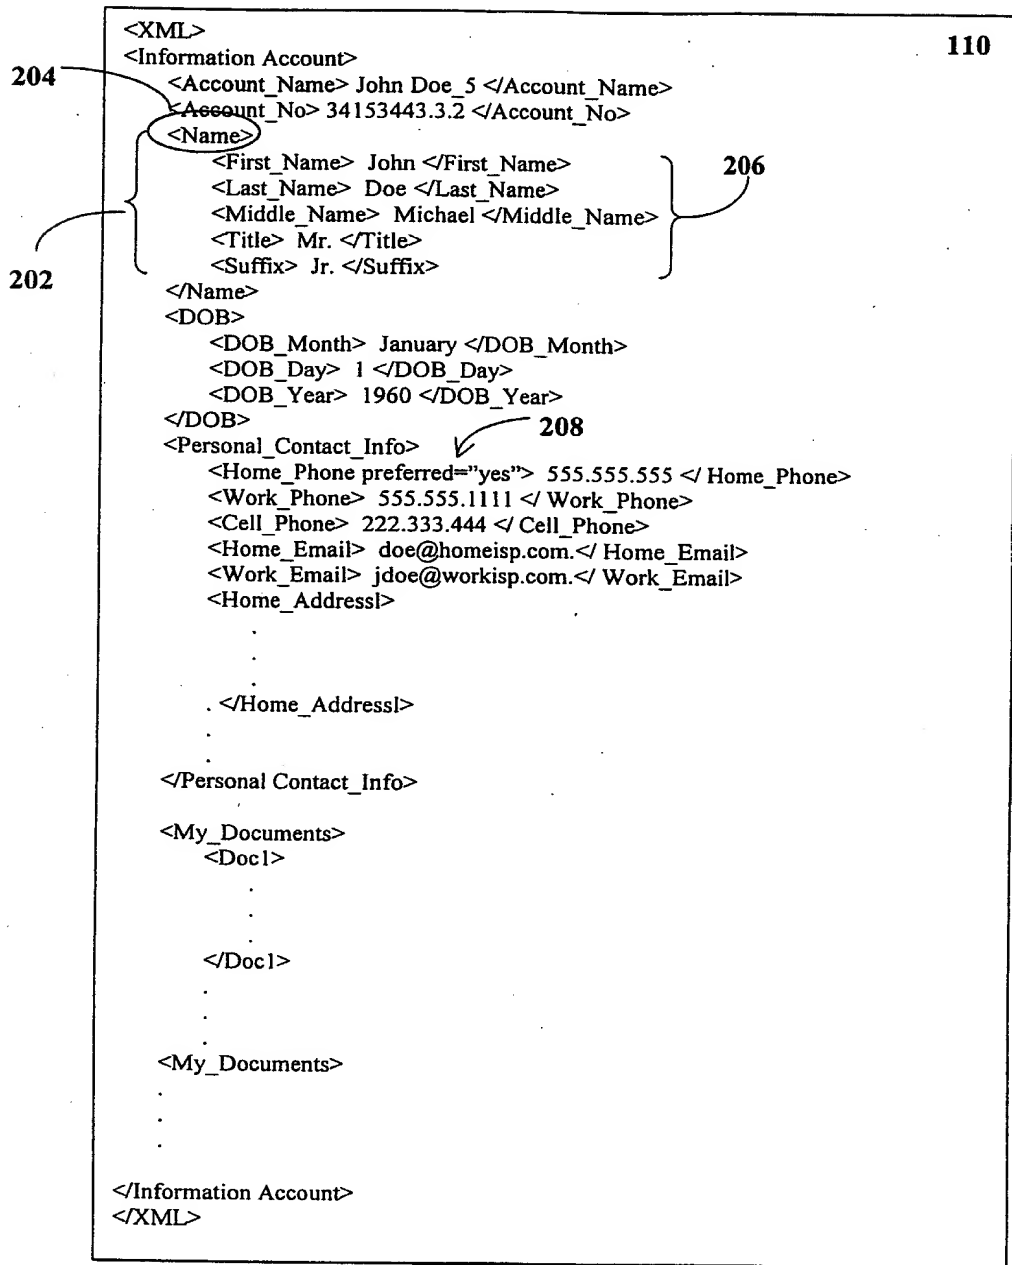 <XML>
110
<Information Account>
204
<Account_Name> John Doe_5 </Account_Name>
<Account_No> 34153443.3.2 </Account_No>
<Name>
<First_Name> John </First_Name>
206
<Last_Name> Doe </Last_Name>
<Middle_Name> Michael </Middle_Name>
<Title> Mr. </Title>
202
<Suffix> Jr. </Suffix>
</Name>
<DOB>
<DOB_Month> January </DOB_Month>
<DOB_Day> 1 </DOB_Day>
<DOB_Year> 1960 </DOB_Year>
</DOB>
208
<Personal_Contact_Info>
<Home_Phone preferred="yes"> 555.555.555 </ Home_Phone>
<Work_Phone> 555.555.1111 </ Work_Phone>
<Cell_Phone> 222.333.444 </ Cell_Phone>
<Home_Email> doe@homeisp.com.</ Home_Email>
<Work_Email> jdoe@workisp.com.</ Work_Email>
<Home_Addressl>
.
.
.
. </Home_Addressl>
.
.
</Personal Contact_Info>
<My_Documents>
<Doc1>
.
.
.
</Doc1>
.
.
.
<My_Documents>
.
.
.
</Information Account>
</XML>